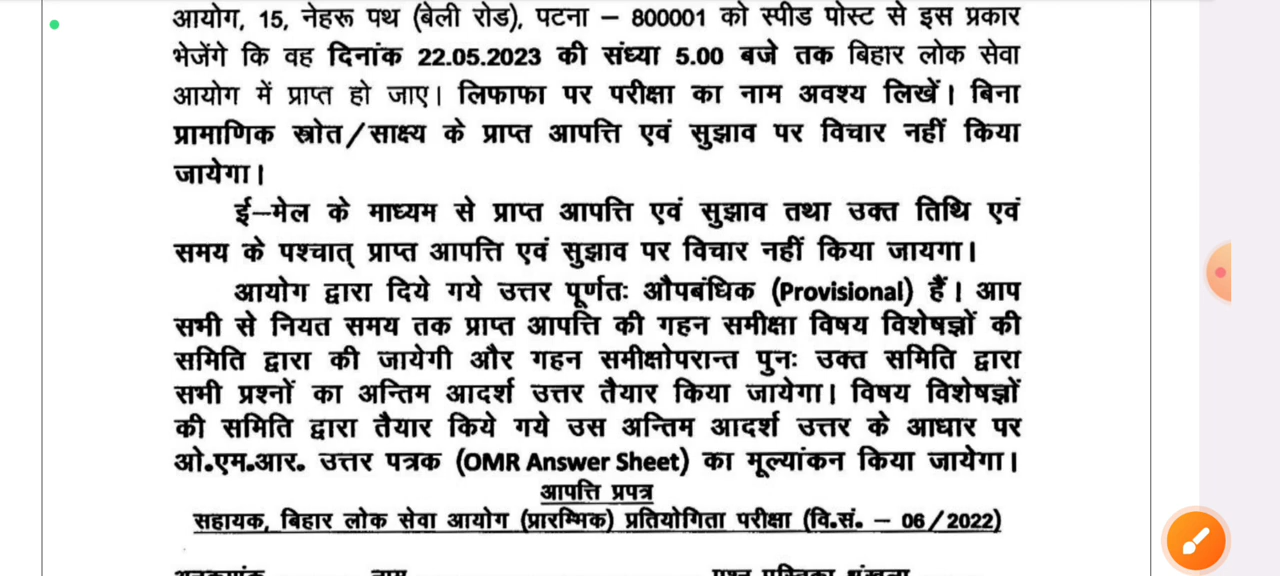 आयोग, 15, नेहरू पथ (बेली रोड), पटना – 800001 को स्पीड पोस्ट से इस प्रकार
भेजेंगे कि वह दिनांक 22.05.2023 की संध्या 5.00 बजे तक बिहार लोक सेवा
आयोग में प्राप्त हो जाए। लिफाफा पर परीक्षा का नाम अवश्य लिखें। बिना
प्रामाणिक स्रोत/साक्ष्य के प्राप्त आपत्ति एवं सुझाव पर विचार नहीं किया
जायेगा।
ई–मेल के माध्यम से प्राप्त आपत्ति एवं सुझाव तथा उक्त तिथि एवं
समय के पश्चात् प्राप्त आपत्ति एवं सुझाव पर विचार नहीं किया जायगा।
आयोग द्वारा दिये गये उत्तर पूर्णतः औपबंधिक (Provisional) हैं। आप
सभी से नियत समय तक प्राप्त आपत्ति की गहन समीक्षा विषय विशेषज्ञों की
समिति द्वारा की जायेगी और गहन समीक्षोपरान्त पुनः उक्त समिति द्वारा
सभी प्रश्नों का अन्तिम आदर्श उत्तर तैयार किया जायेगा। विषय विशेषज्ञों
की समिति द्वारा तैयार किये गये उस अन्तिम आदर्श उत्तर के आधार पर
ओ.एम.आर. उत्तर पत्रक (OMR Answer Sheet) का मूल्यांकन किया जायेगा।
आपत्ति प्रपत्र
सहायक, बिहार लोक सेवा आयोग (प्रारम्भिक) प्रतियोगिता परीक्षा (वि.सं. – 06/2022)